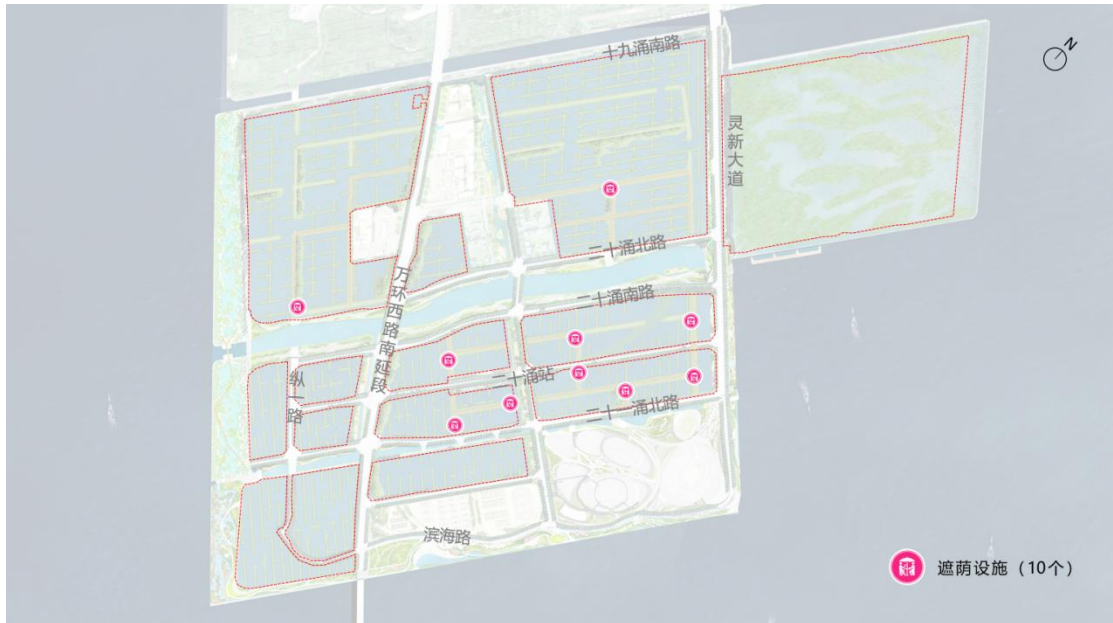 N
十九涌南路
灵新大道
二十涌北路
万环西路南延段
二十涌南路
纵一路
二十涌站
二十一涌北路
滨海路
遮荫设施（10个）